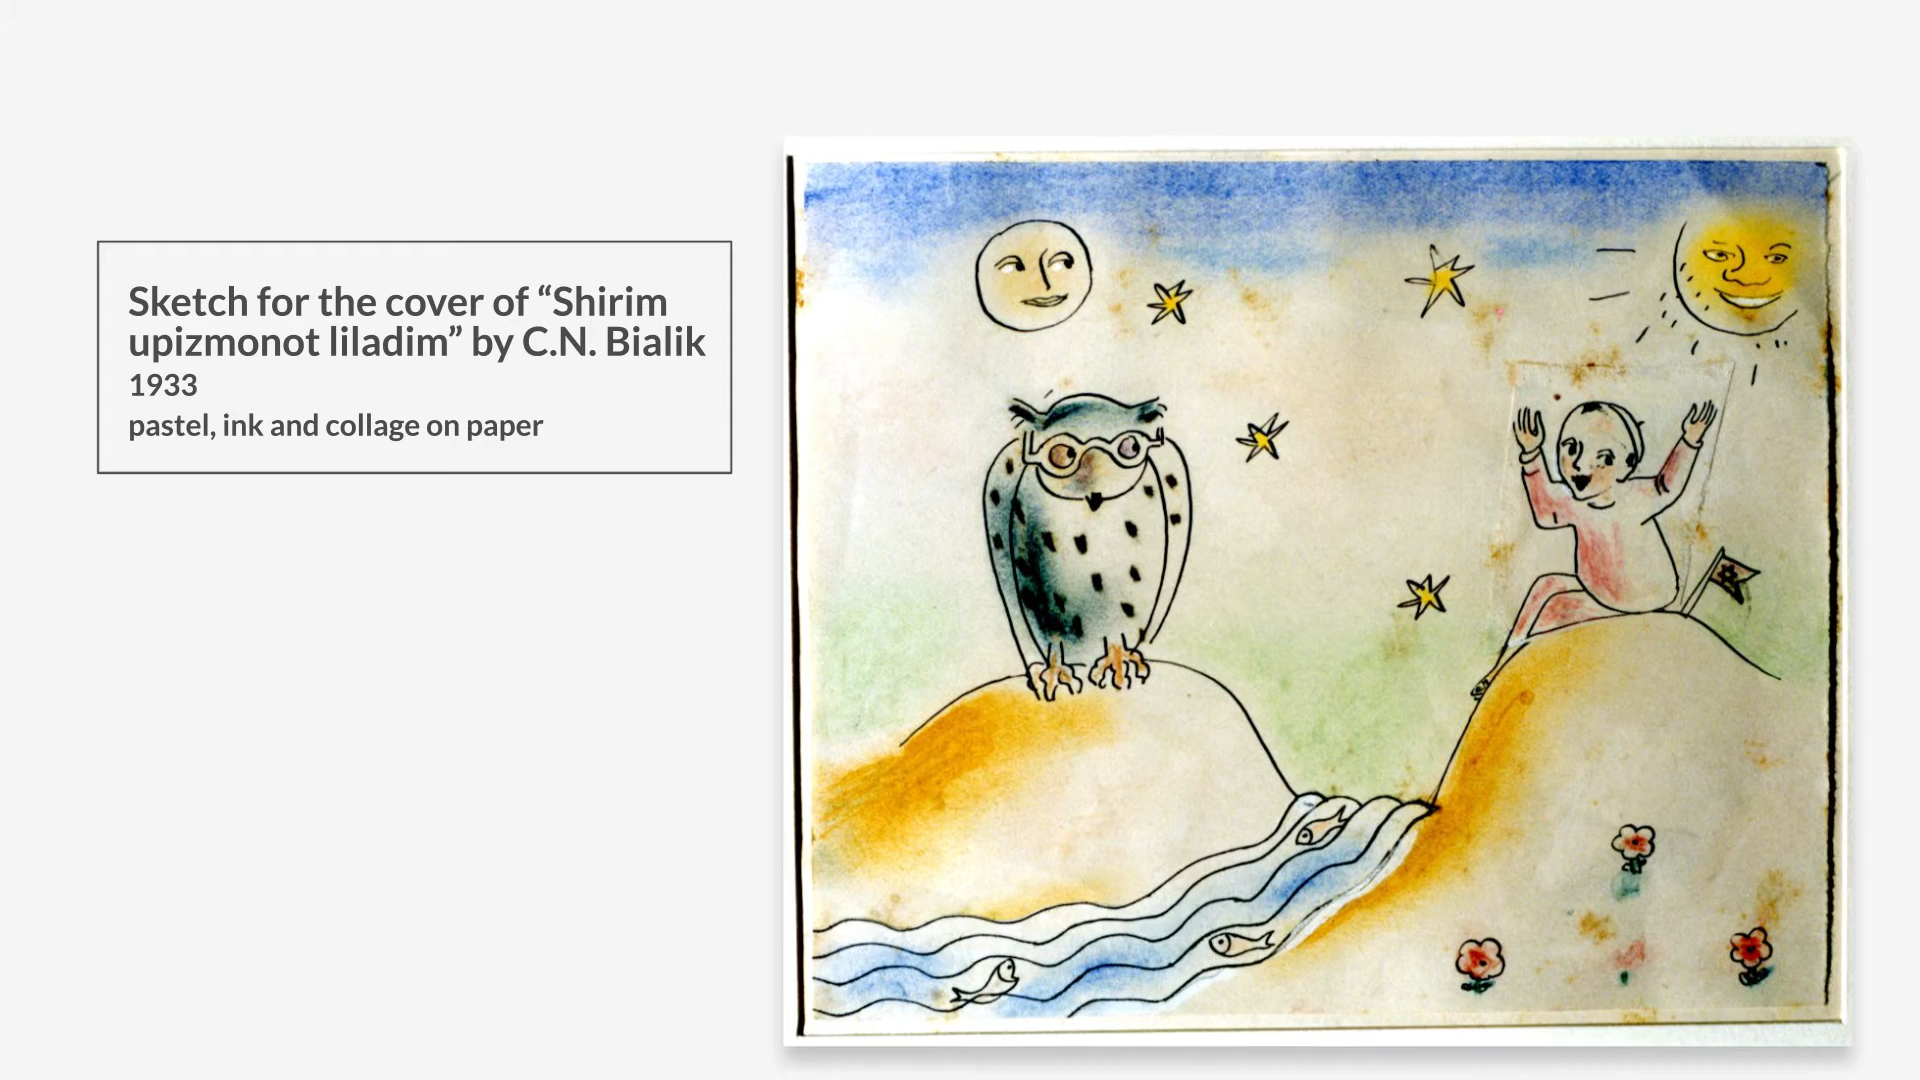 Sketch for the cover of “Shirim
upizmonot liladim” by C.N. Bialik
1933
pastel, ink and collage on paper